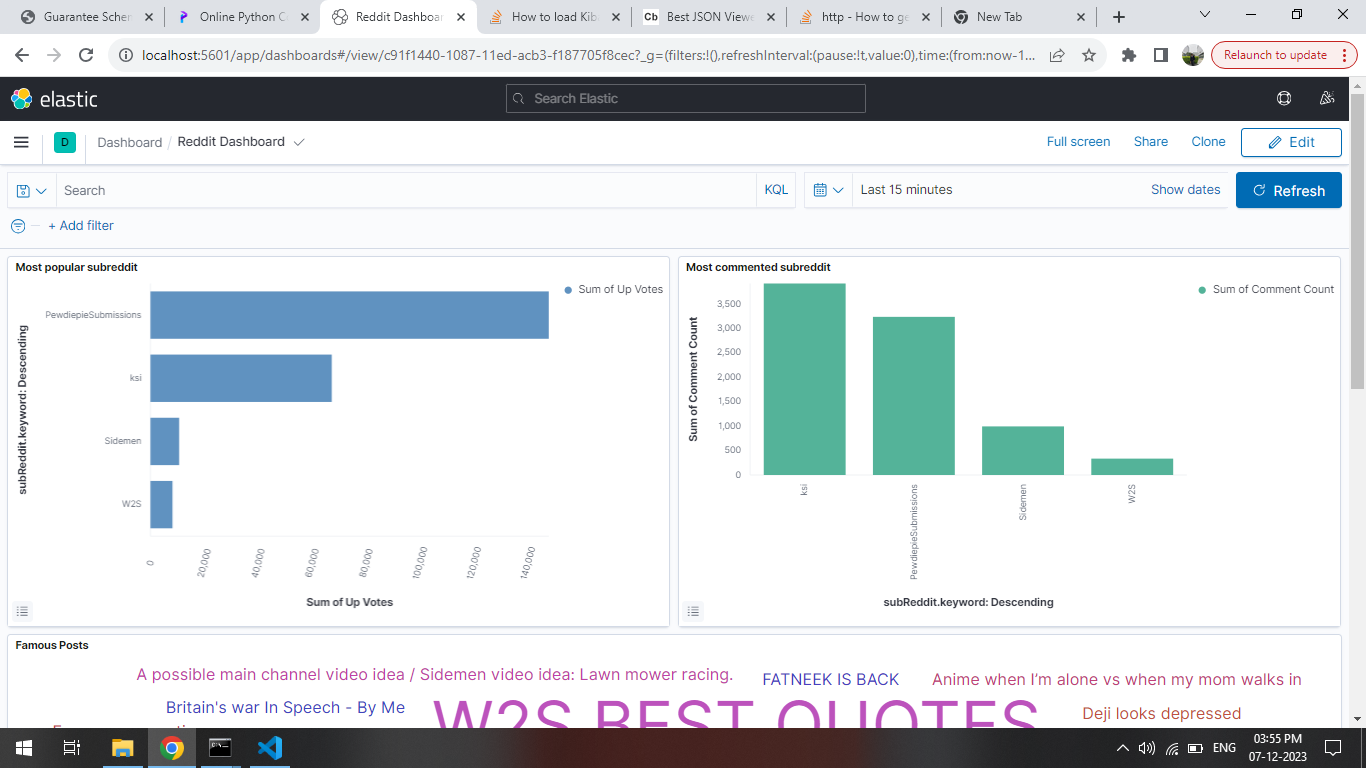 Guarantee Scher
Online Python C
Reddit Dashboar
How to load Kib
Cb Best JSON Viewe
http - How to ge
New Tab
localhost:5601/app/dashboards#/view/c91f1440-1087-11ed-acb3-f187705f8cec?_g=(filters:!(),refreshInterval:(pause:!t,value:0),time:(from:now-1...
Relaunch to update
elastic
Search Elastic
D
Dashboard / Reddit Dashboard
Full screen
Share
Clone
Edit
Search
KQL
Last 15 minutes
Show dates
Refresh
+ Add filter
Most popular subreddit
Sum of Up Votes
subReddit.keyword: Descending
PewdiepieSubmissions
ksi
Sidemen
W2S
0
20,000
40,000
60,000
80,000
100,000
120,000
140,000
Sum of Up Votes
Most commented subreddit
Sum of Comment Count
Sum of Comment Count
3,500
3,000
2,500
2,000
1,500
1,000
500
0
ksi
PewdiepieSubmissions
Sidemen
W2S
subReddit.keyword: Descending
Famous Posts
A possible main channel video idea / Sidemen video idea: Lawn mower racing.
FATNEEK IS BACK
Anime when I'm alone vs when my mom walks in
Britain's war In Speech - By Me
W2S BEST QUOTES
Deji looks depressed
ENG
03:55 PM
07-12-2023